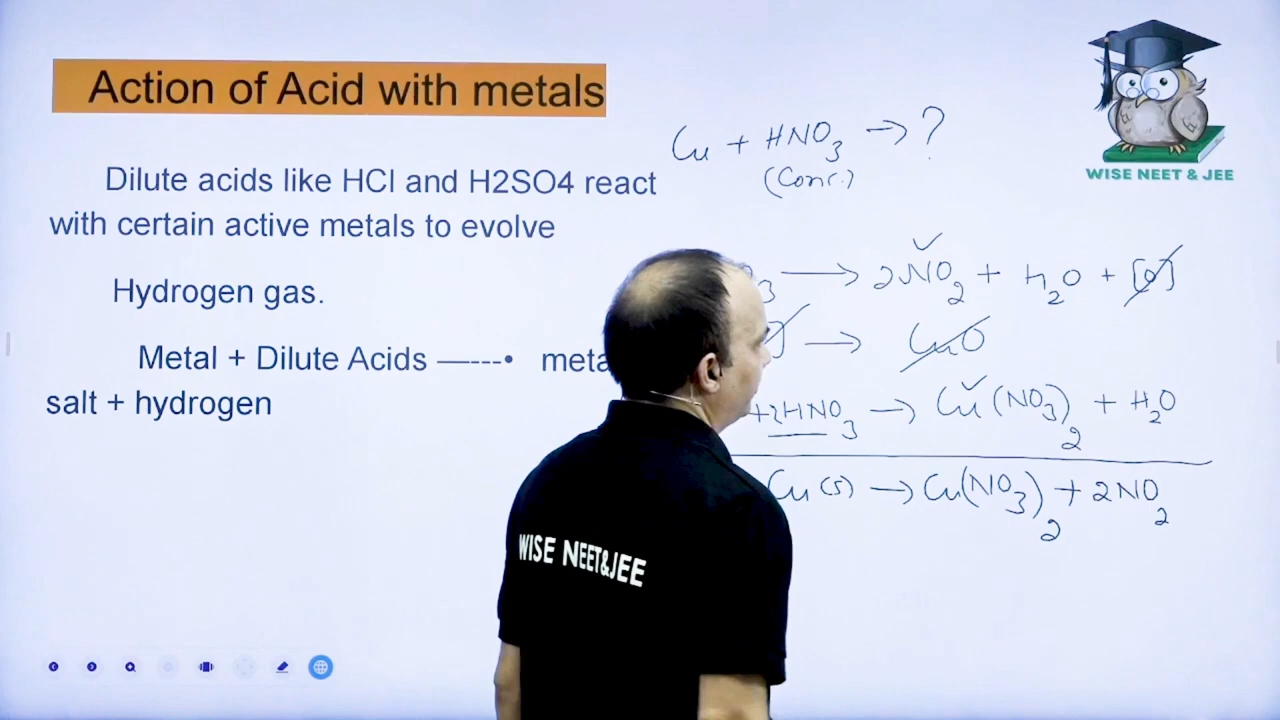 Action of Acid with metals
Dilute acids like HCl and H2SO4 react
with certain active metals to evolve
Hydrogen gas.
Metal + Dilute Acids —----•
salt + hydrogen
Cu + HNO3 → ?
(Conc.)
3 → 2NO2 + H2O + [O]
] → CuO
+ 2HNO3 → Cu(NO3)2 + H2O
Cu(s) → Cu(NO3)2 + 2NO2
WISE NEET & JEE
WISE NEET&JEE